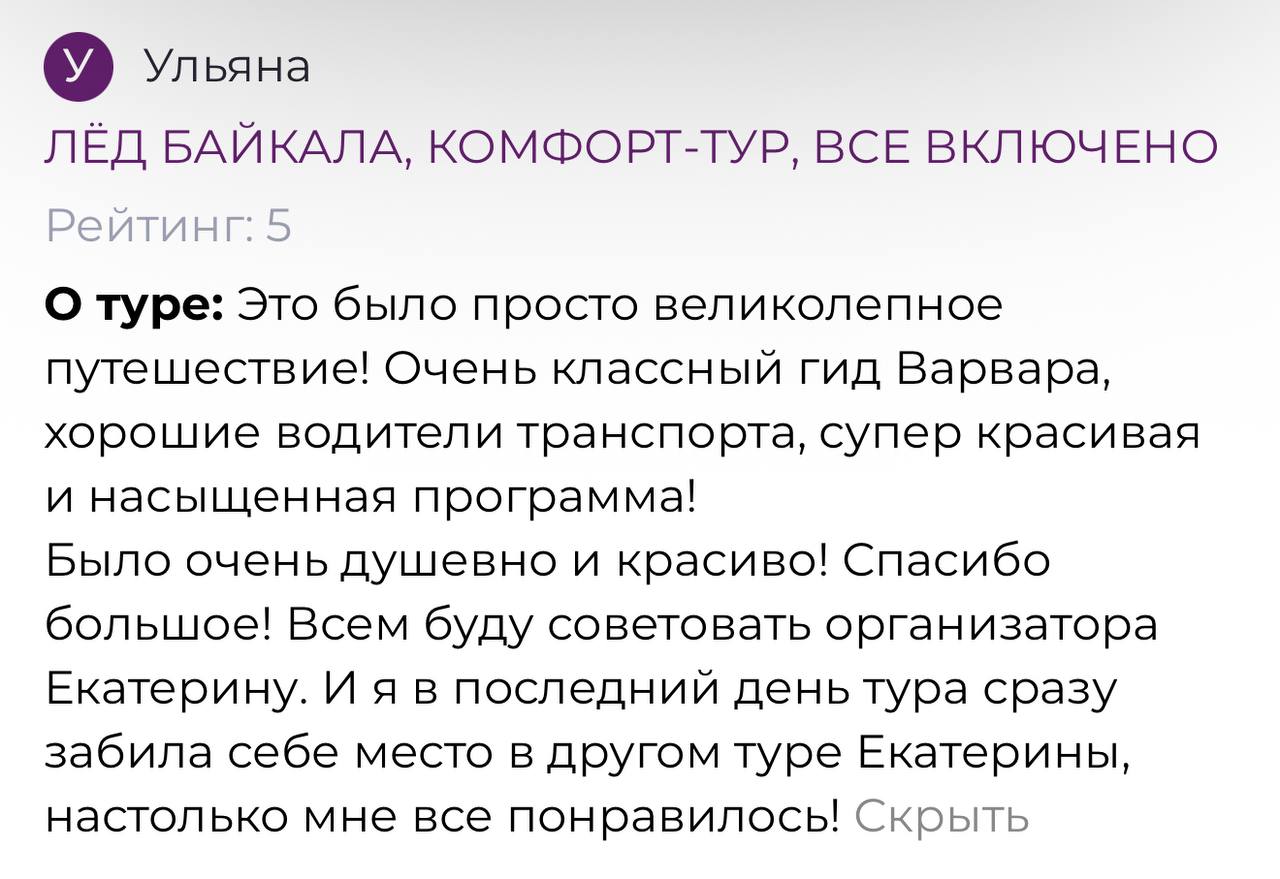 У Ульяна
ЛЁД БАЙКАЛА, КОМФОРТ-ТУР, ВСЕ ВКЛЮЧЕНО
Рейтинг: 5
О туре: Это было просто великолепное
путешествие! Очень классный гид Варвара,
хорошие водители транспорта, супер красивая
и насыщенная программа!
Было очень душевно и красиво! Спасибо
большое! Всем буду советовать организатора
Екатерину. И я в последний день тура сразу
забила себе место в другом туре Екатерины,
настолько мне все понравилось! Скрыть